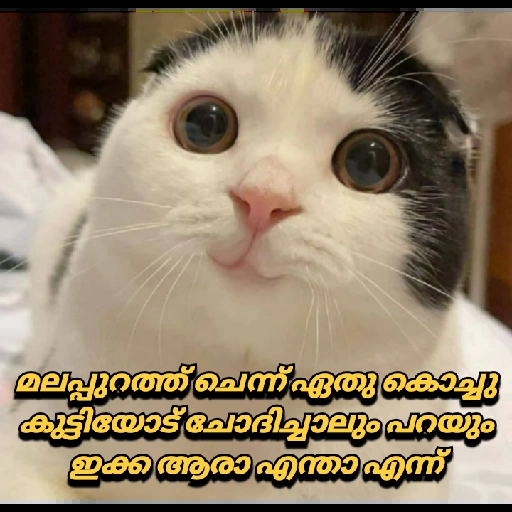 മലപ്പുറത്ത് ചെന്ന് ഏതു കൊച്ചു
കുട്ടിയോട് ചോദിച്ചാലും പറയും
ഇക്ക ആരാ എന്താ എന്ന്